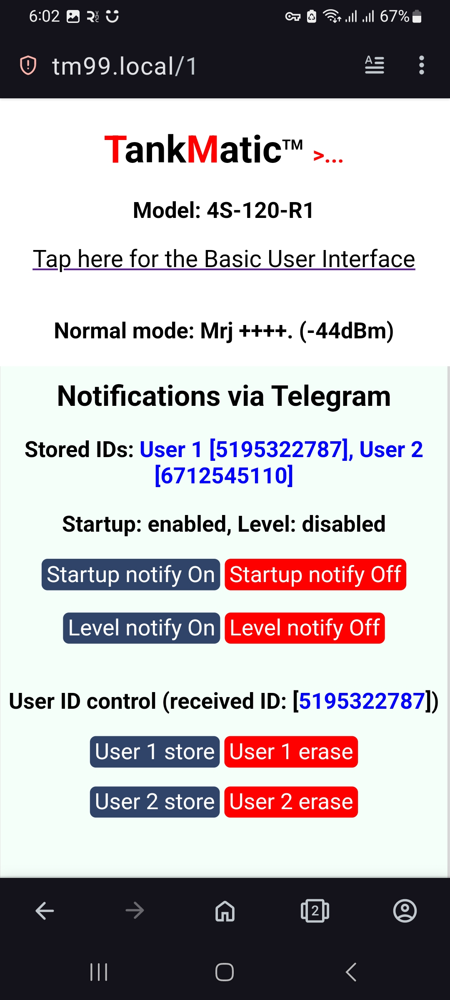 6:02 67%
tm99.local/1
TankMatic™ >...
Model: 4S-120-R1
Tap here for the Basic User Interface
Normal mode: Mrj ++++. (-44dBm)
Notifications via Telegram
Stored IDs: User 1 [5195322787], User 2
[6712545110]
Startup: enabled, Level: disabled
Startup notify On Startup notify Off
Level notify On Level notify Off
User ID control (received ID: [5195322787])
User 1 store User 1 erase
User 2 store User 2 erase
2